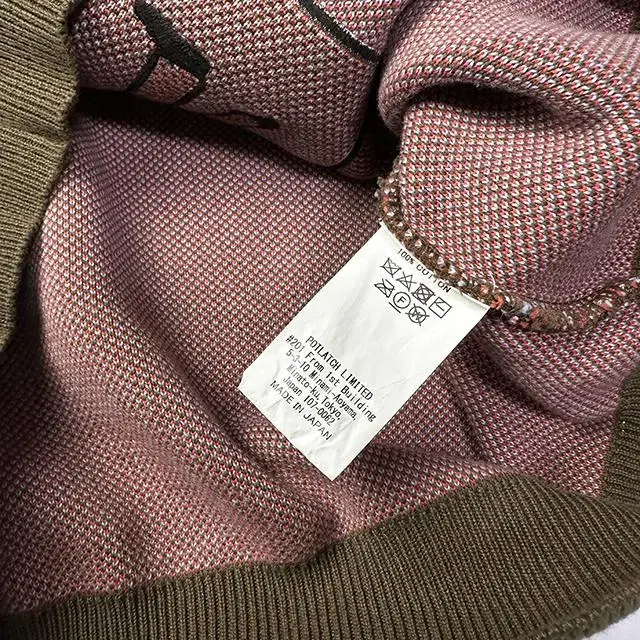 100% COTTON
POILATCH LIMITED
#201 From 1st Building
5-3-10 Minami-Aoyama,
Minato-ku, Tokyo,
Japan 107-0062
MADE IN JAPAN